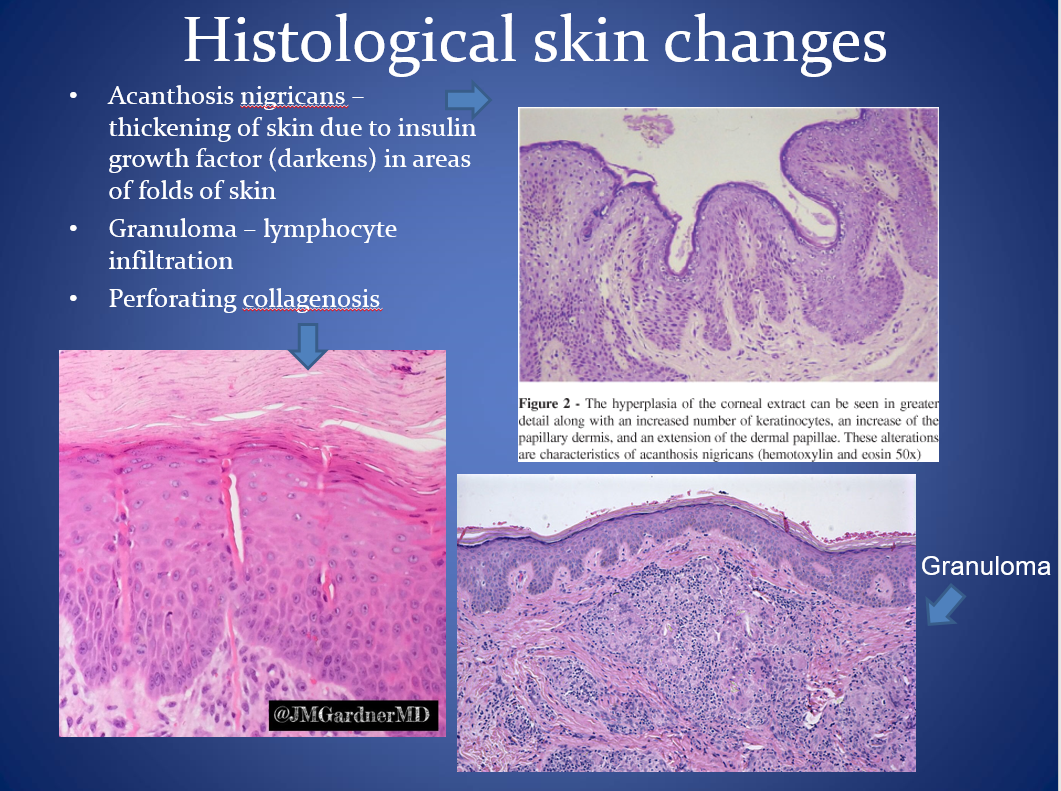 Histological skin changes
• Acanthosis nigricans –
thickening of skin due to insulin
growth factor (darkens) in areas
of folds of skin
• Granuloma – lymphocyte
infiltration
• Perforating collagenosis
Figure 2 - The hyperplasia of the corneal extract can be seen in greater
detail along with an increased number of keratinocytes, an increase of the
papillary dermis, and an extension of the dermal papillae. These alterations
are characteristics of acanthosis nigricans (hemotoxylin and eosin 50x)
Granuloma
@JMGardnerMD